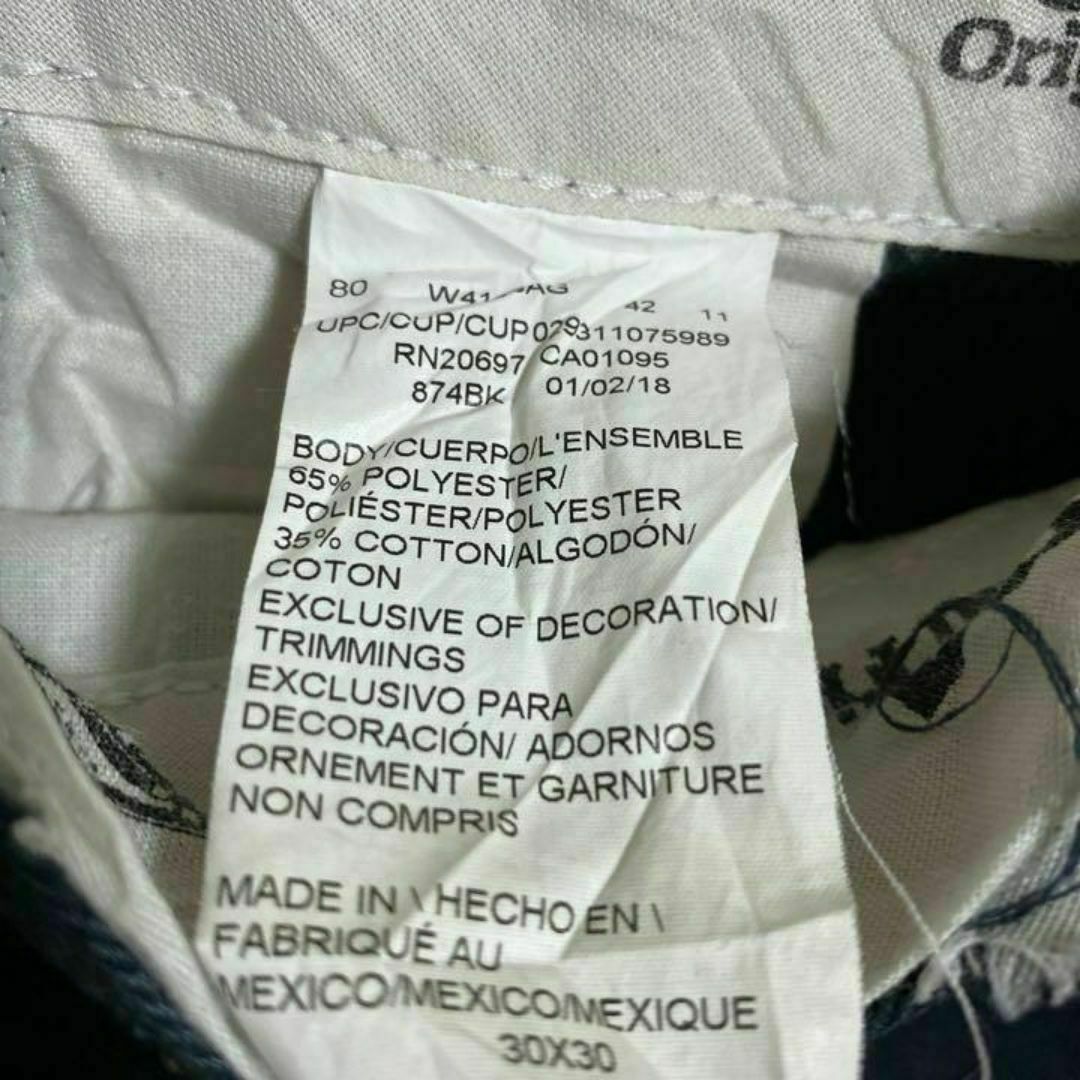 80 42 11
UPC/CUP/CUP 029311075989
RN20697 CA01095
874BK 01/02/18
BODY/CUERPO/L'ENSEMBLE
65% POLYESTER/
POLIÉSTER/POLYESTER
35% COTTON/ALGODÓN/
COTON
EXCLUSIVE OF DECORATION/
TRIMMINGS
EXCLUSIVO PARA
DECORACIÓN/ ADORNOS
ORNEMENT ET GARNITURE
NON COMPRIS
MADE IN \ HECHO EN \
FABRIQUÉ AU
MEXICO/MEXICO/MEXIQUE
30X30